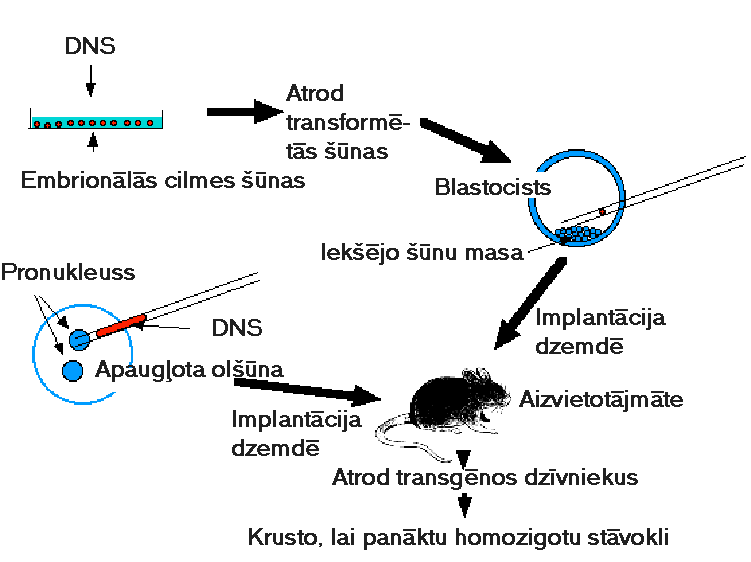 DNS
Embrionālās cilmes šūnas
Atrod
transformē-
tās šūnas
Blastocists
Iekšējo šūnu masa
Pronukleuss
DNS
Apaugļota olšūna
Implantācija
dzemdē
Implantācija
dzemdē
Aizvietotājmāte
Atrod transgēnos dzīvniekus
Krusto, lai panāktu homozigotu stāvokli